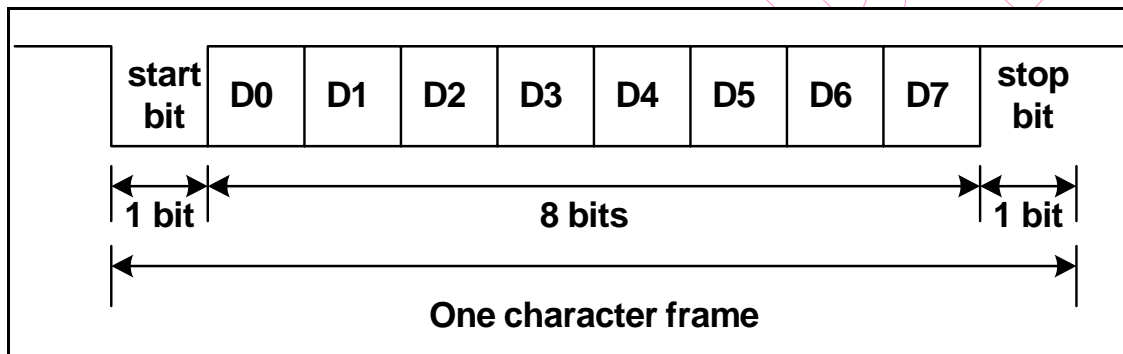 start bit D0 D1 D2 D3 D4 D5 D6 D7 stop bit
1 bit 8 bits 1 bit
One character frame